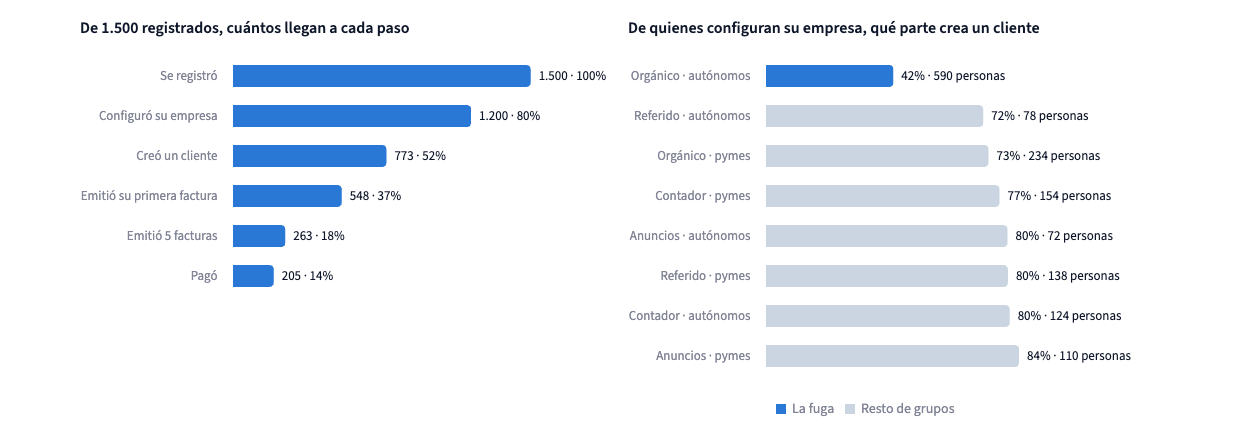 De 1.500 registrados, cuántos llegan a cada paso
Se registró 1.500 · 100%
Configuró su empresa 1.200 · 80%
Creó un cliente 773 · 52%
Emitió su primera factura 548 · 37%
Emitió 5 facturas 263 · 18%
Pagó 205 · 14%
De quienes configuran su empresa, qué parte crea un cliente
Orgánico · autónomos 42% · 590 personas
Referido · autónomos 72% · 78 personas
Orgánico · pymes 73% · 234 personas
Contador · pymes 77% · 154 personas
Anuncios · autónomos 80% · 72 personas
Referido · pymes 80% · 138 personas
Contador · autónomos 80% · 124 personas
Anuncios · pymes 84% · 110 personas
La fuga Resto de grupos